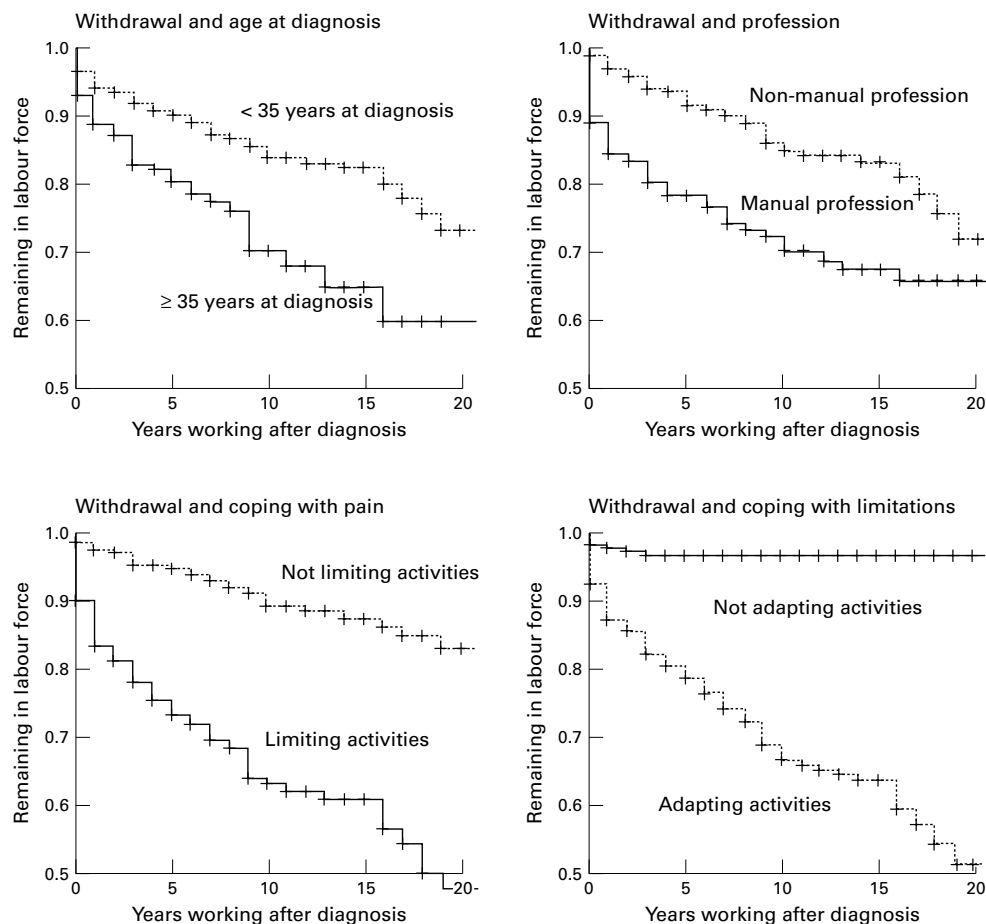 Withdrawal and age at diagnosis
Remaining in labour force
1.0
0.9
0.8
0.7
0.6
0.5
< 35 years at diagnosis
≥ 35 years at diagnosis
0 5 10 15 20
Years working after diagnosis
Withdrawal and profession
Remaining in labour force
1.0
0.9
0.8
0.7
0.6
0.5
Non-manual profession
Manual profession
0 5 10 15 20
Years working after diagnosis
Withdrawal and coping with pain
Remaining in labour force
1.0
0.9
0.8
0.7
0.6
0.5
Not limiting activities
Limiting activities
0 5 10 15 –20-
Years working after diagnosis
Withdrawal and coping with limitations
Remaining in labour force
1.0
0.9
0.8
0.7
0.6
0.5
Not adapting activities
Adapting activities
0 5 10 15 20
Years working after diagnosis